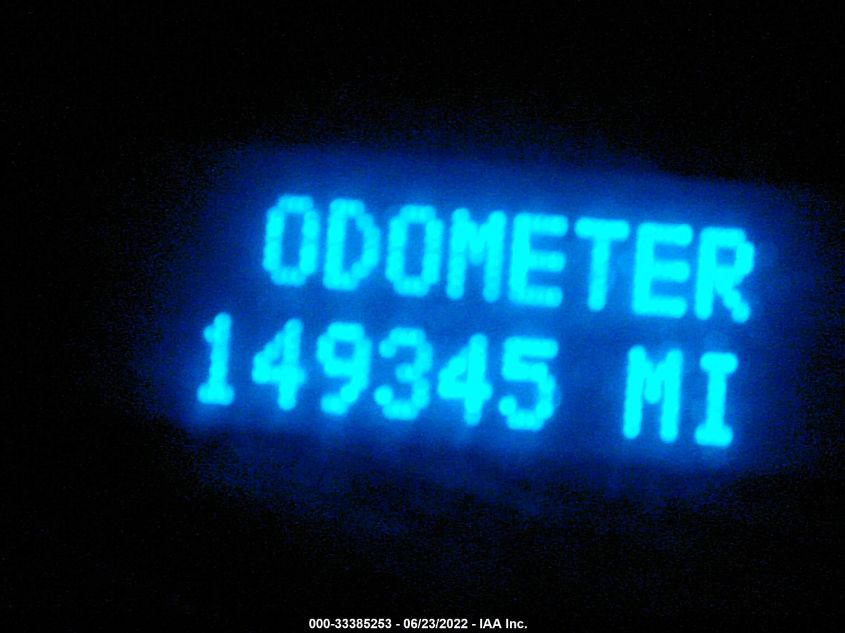 ODOMETER
149345 MI
000-33385253 - 06/23/2022 - IAA Inc.